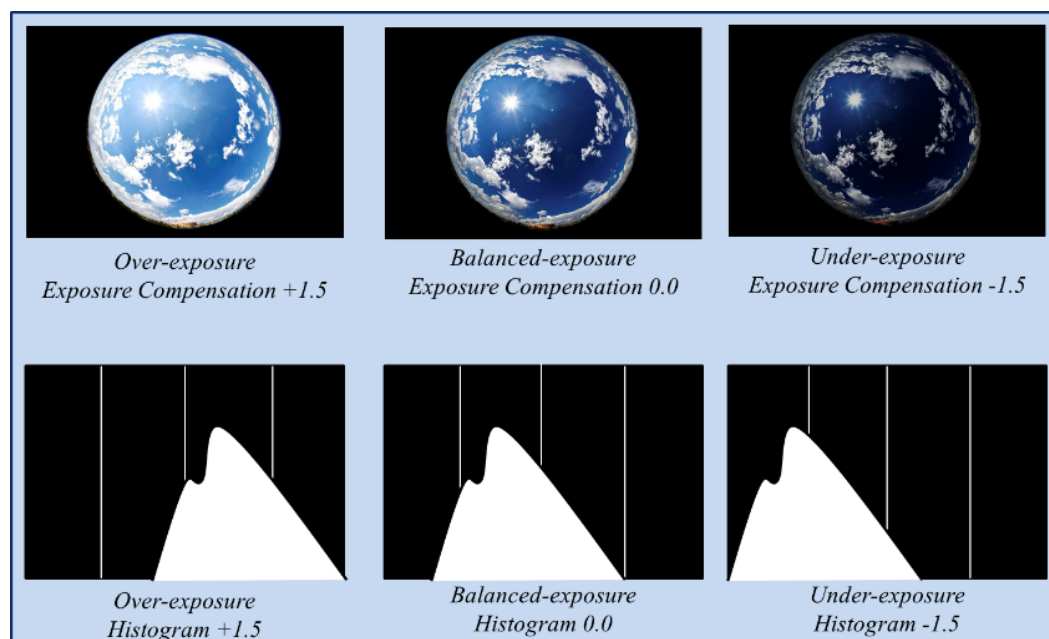 Over-exposure
Exposure Compensation +1.5
Balanced-exposure
Exposure Compensation 0.0
Under-exposure
Exposure Compensation -1.5
Over-exposure
Histogram +1.5
Balanced-exposure
Histogram 0.0
Under-exposure
Histogram -1.5